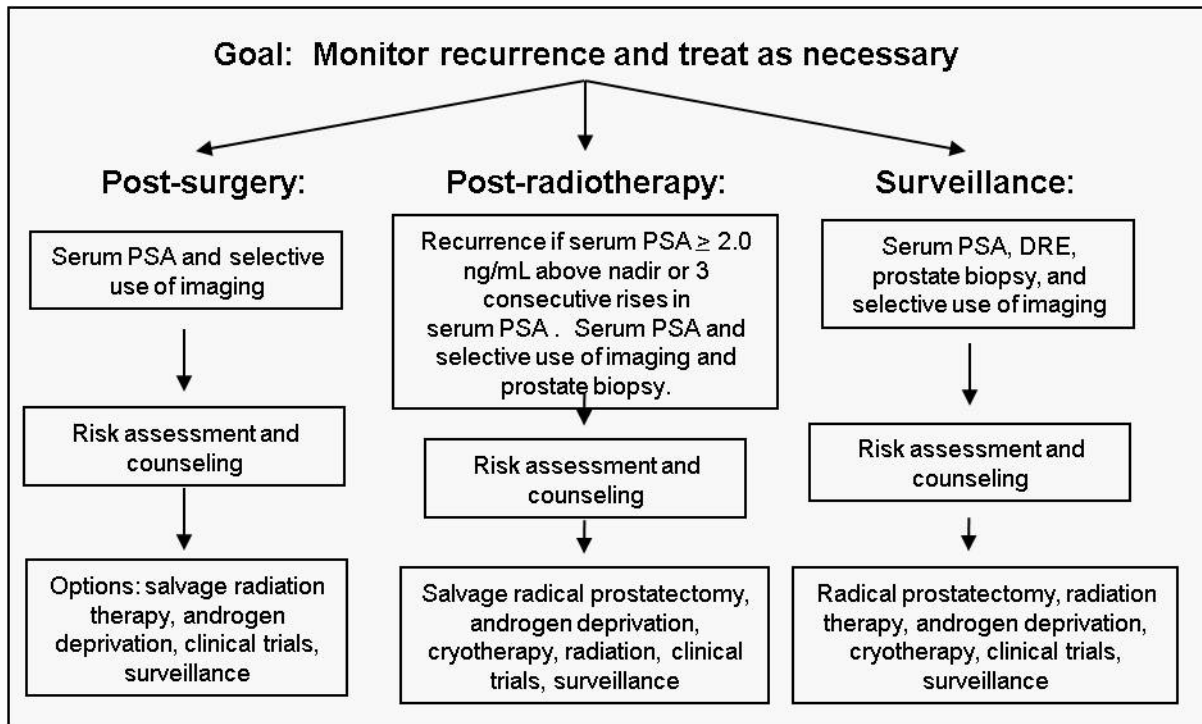 Goal: Monitor recurrence and treat as necessary
Post-surgery:
Serum PSA and selective
use of imaging
Risk assessment and
counseling
Options: salvage radiation
therapy, androgen
deprivation, clinical trials,
surveillance
Post-radiotherapy:
Recurrence if serum PSA ≥ 2.0
ng/mL above nadir or 3
consecutive rises in
serum PSA . Serum PSA and
selective use of imaging and
prostate biopsy.
Risk assessment and
counseling
Salvage radical prostatectomy,
androgen deprivation,
cryotherapy, radiation, clinical
trials, surveillance
Surveillance:
Serum PSA, DRE,
prostate biopsy, and
selective use of imaging
Risk assessment and
counseling
Radical prostatectomy, radiation
therapy, androgen deprivation,
cryotherapy, clinical trials,
surveillance